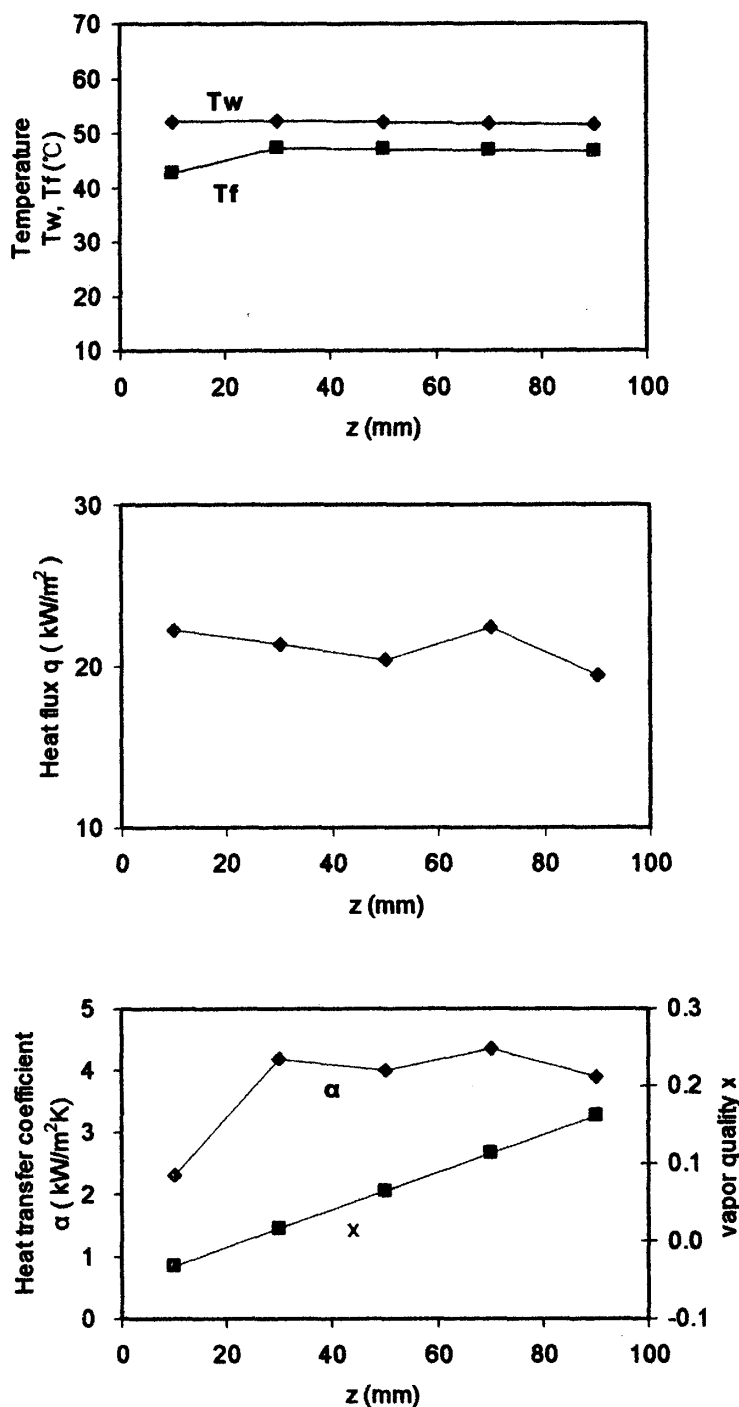 70
60
50
40
30
20
10
Temperature
Tw, Tf (℃)
Tw
Tf
0 20 40 60 80 100
z (mm)
30
20
10
Heat flux q ( kW/m²)
0 20 40 60 80 100
z (mm)
5
4
3
2
1
0
Heat transfer coefficient
α ( kW/m²K)
α
x
0.3
0.2
0.1
0.0
-0.1
vapor quality x
0 20 40 60 80 100
z (mm)